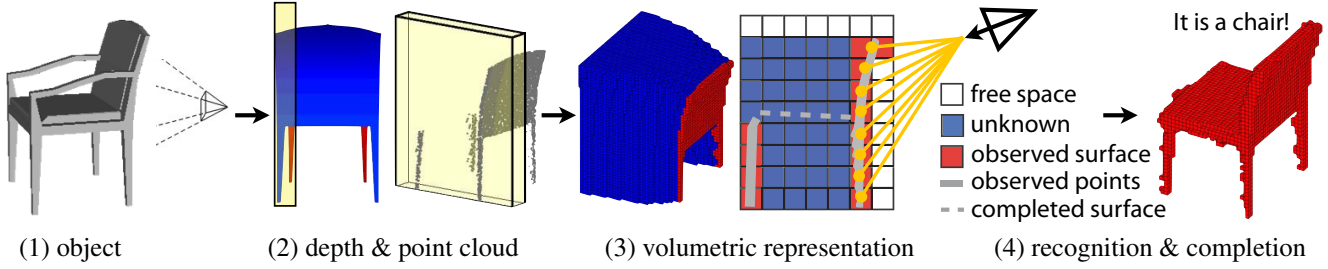 It is a chair!
free space
unknown
observed surface
observed points
completed surface
(1) object
(2) depth & point cloud
(3) volumetric representation
(4) recognition & completion